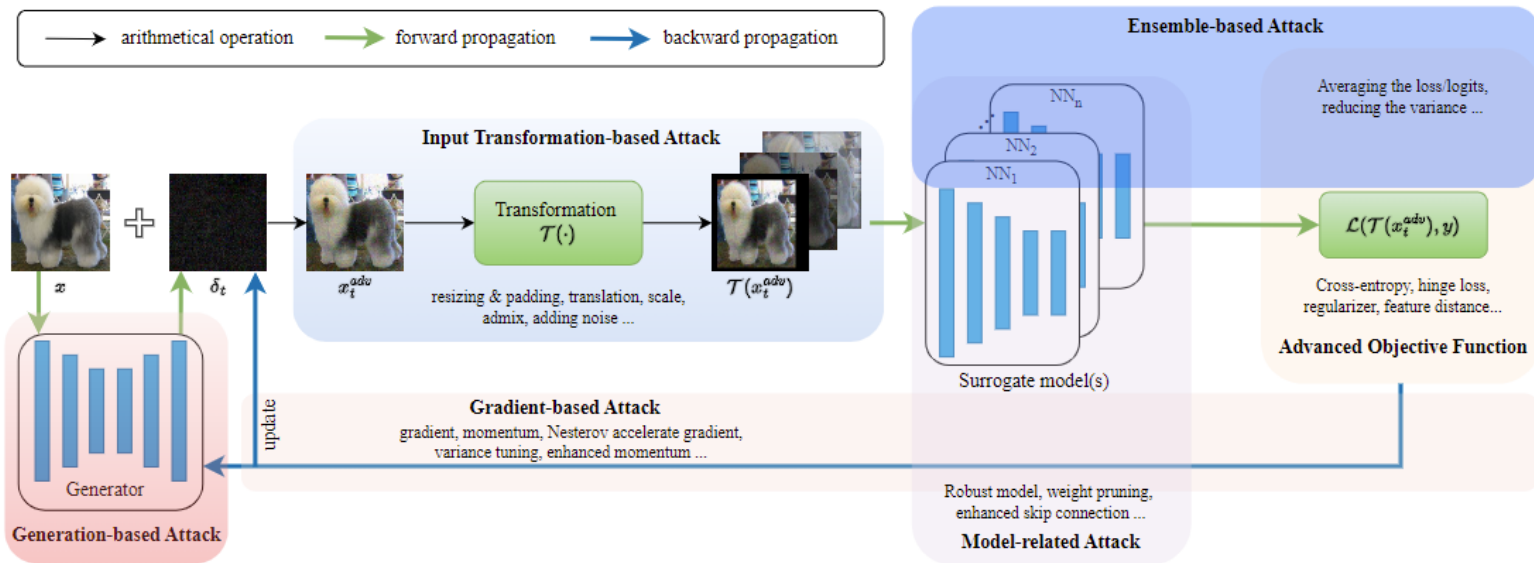 arithmetical operation
forward propagation
backward propagation
Ensemble-based Attack
Averaging the loss/logits,
reducing the variance ...
NNₙ
NN₂
NN₁
Input Transformation-based Attack
Transformation
𝒯(·)
ℒ(𝒯(xₜᵃᵈᵛ), y)
x
δₜ
xₜᵃᵈᵛ
𝒯(xₜᵃᵈᵛ)
resizing & padding, translation, scale,
admix, adding noise ...
Cross-entropy, hinge loss,
regularizer, feature distance...
Advanced Objective Function
Surrogate model(s)
update
Gradient-based Attack
gradient, momentum, Nesterov accelerate gradient,
variance tuning, enhanced momentum ...
Generator
Generation-based Attack
Robust model, weight pruning,
enhanced skip connection ...
Model-related Attack